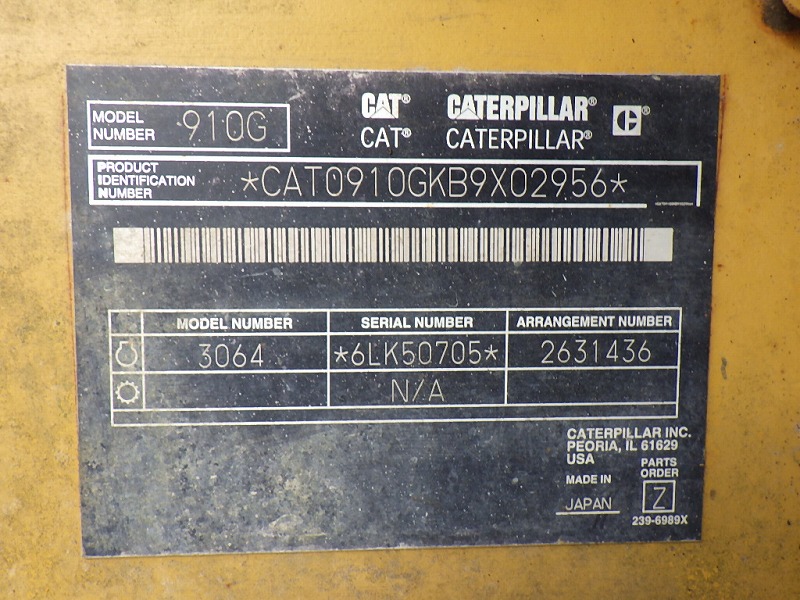 MODEL NUMBER 910G
CAT® CATERPILLAR® C®
CAT® CATERPILLAR®
PRODUCT IDENTIFICATION NUMBER *CAT0910GKB9X02956*
MODEL NUMBER SERIAL NUMBER ARRANGEMENT NUMBER
3064 *6LK50705* 2631436
N/A
CATERPILLAR INC.
PEORIA, IL 61629
USA
PARTS ORDER Z
MADE IN JAPAN
239-6989X